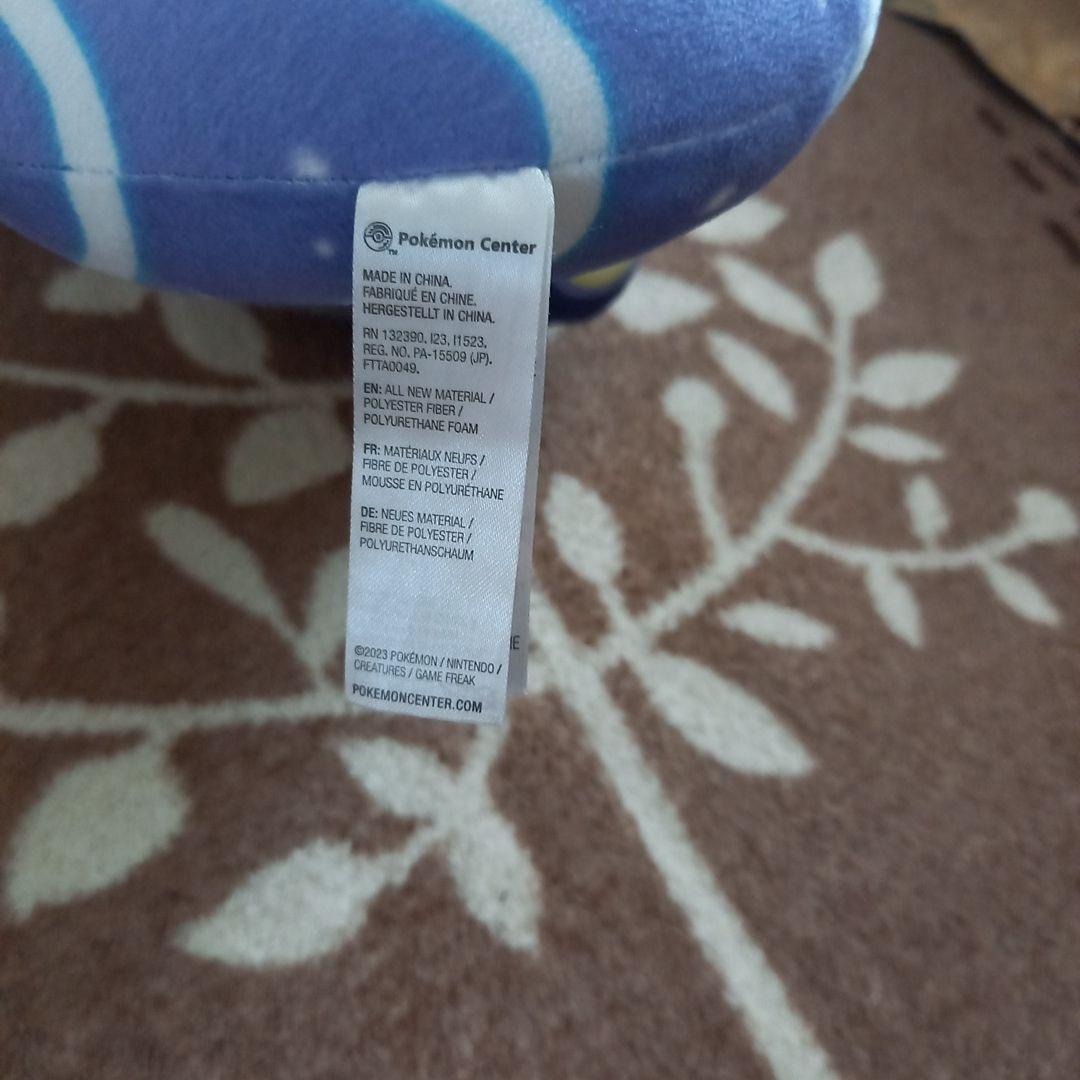 Pokémon Center
TM
MADE IN CHINA.
FABRIQUÉ EN CHINE.
HERGESTELLT IN CHINA.
RN 132390. I23, I1523,
REG. NO. PA-15509 (JP).
FTTA0049.
EN: ALL NEW MATERIAL /
POLYESTER FIBER /
POLYURETHANE FOAM
FR: MATÉRIAUX NEUFS /
FIBRE DE POLYESTER /
MOUSSE EN POLYURÉTHANE
DE: NEUES MATERIAL /
FIBRE DE POLYESTER /
POLYURETHANSCHAUM
©2023 POKÉMON / NINTENDO /
CREATURES / GAME FREAK
POKEMONCENTER.COM